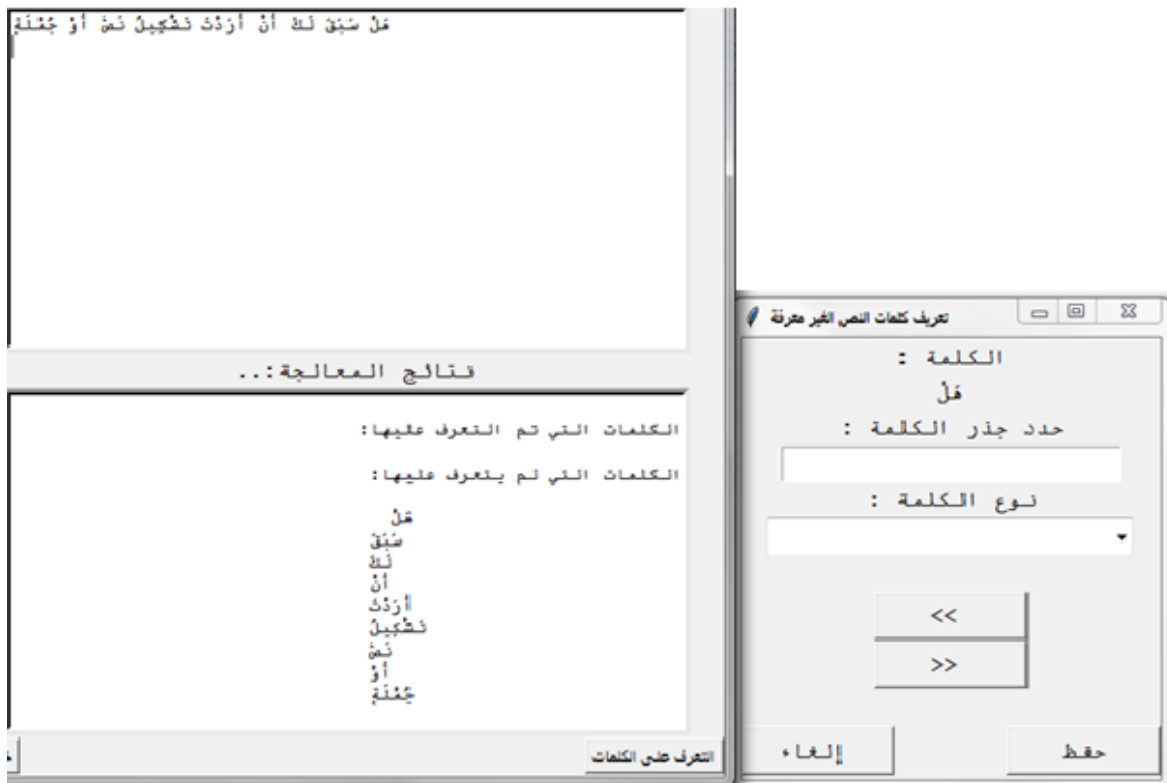 هَلْ سَبَقَ لَكَ أَنْ أَرَدْتَ تَشْكِيلُ نَصْ أَوْ جُمْلَةٍ
نتائج المعالجة:..
الكلمات التي تم التعرف عليها:
الكلمات التي لم يتعرف عليها:
هَلْ
سَبَقَ
لَكَ
أَنْ
أَرَدْتَ
تَشْكِيلُ
نَصْ
أَوْ
جُمْلَةٍ
التعرف على الكلمات
تعريف كلمات النص الغير معرفة
الكلمة :
هَلْ
حدد جذر الكلمة :
نوع الكلمة :
<<
>>
إلغاء
حفظ